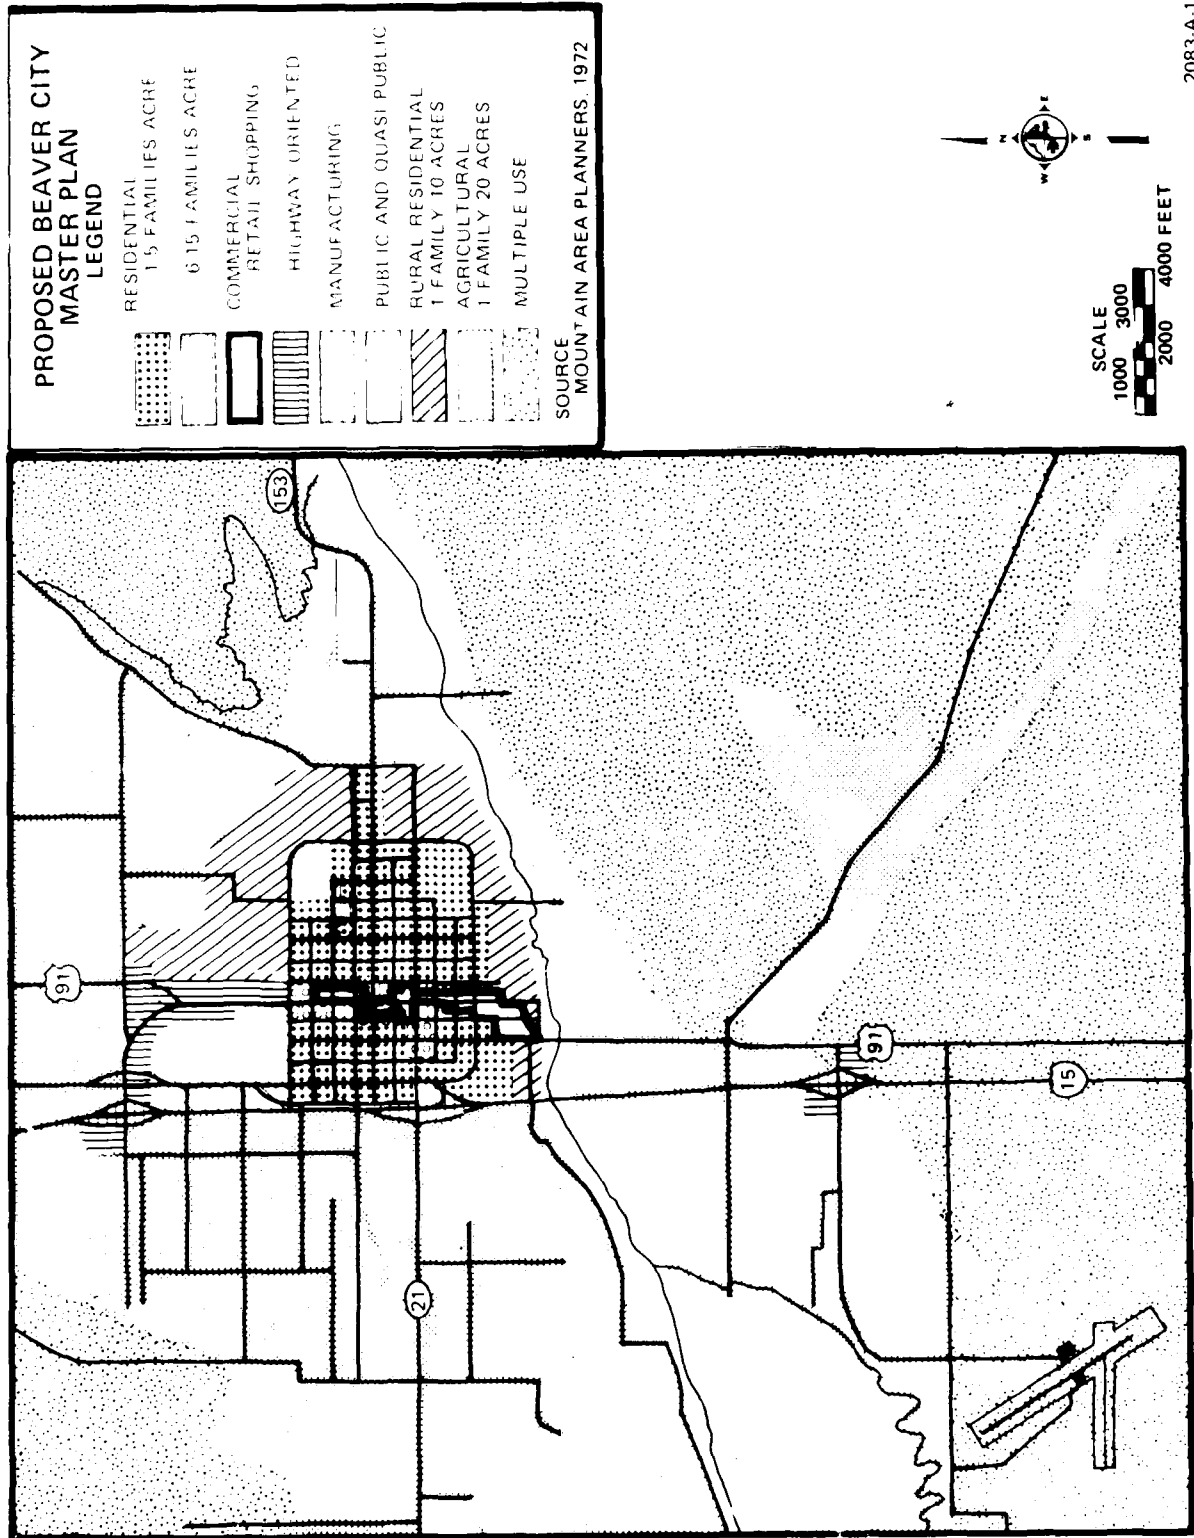 PROPOSED BEAVER CITY
MASTER PLAN
LEGEND
RESIDENTIAL
1 5 FAMILIES ACRE
6 15 FAMILIES ACRE
COMMERCIAL
RETAIL SHOPPING
HIGHWAY ORIENTED
MANUFACTURING
PUBLIC AND QUASI PUBLIC
RURAL RESIDENTIAL
1 FAMILY 10 ACRES
AGRICULTURAL
1 FAMILY 20 ACRES
MULTIPLE USE
SOURCE
MOUNTAIN AREA PLANNERS, 1972
153
91
21
91
15
N
W E
S
SCALE
1000 3000
2000 4000 FEET
2083-A-1